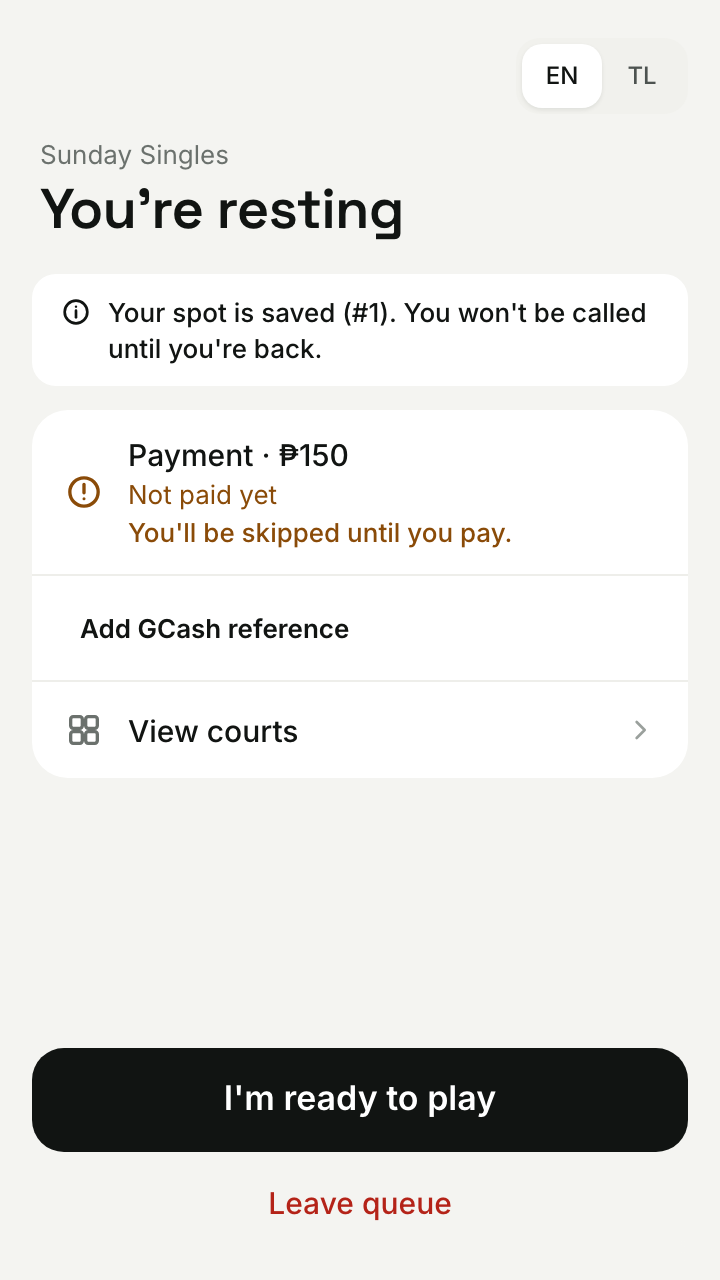 EN
TL
Sunday Singles
You’re resting
Your spot is saved (#1). You won't be called
until you're back.
Payment · ₱150
Not paid yet
You'll be skipped until you pay.
Add GCash reference
View courts
I'm ready to play
Leave queue